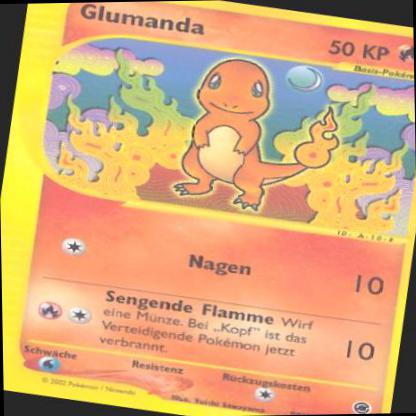 Glumanda
50 KP
Basis-Pokém
Nagen
10
Sengende Flamme Wirf
eine Münze. Bei „Kopf" ist das
Verteidigende Pokémon jetzt
verbrannt.
10
Schwäche
Resistenz
Rückzugskosten
© 2002 Pokémon / Nintendo
Illus. Yuichi Sawayama